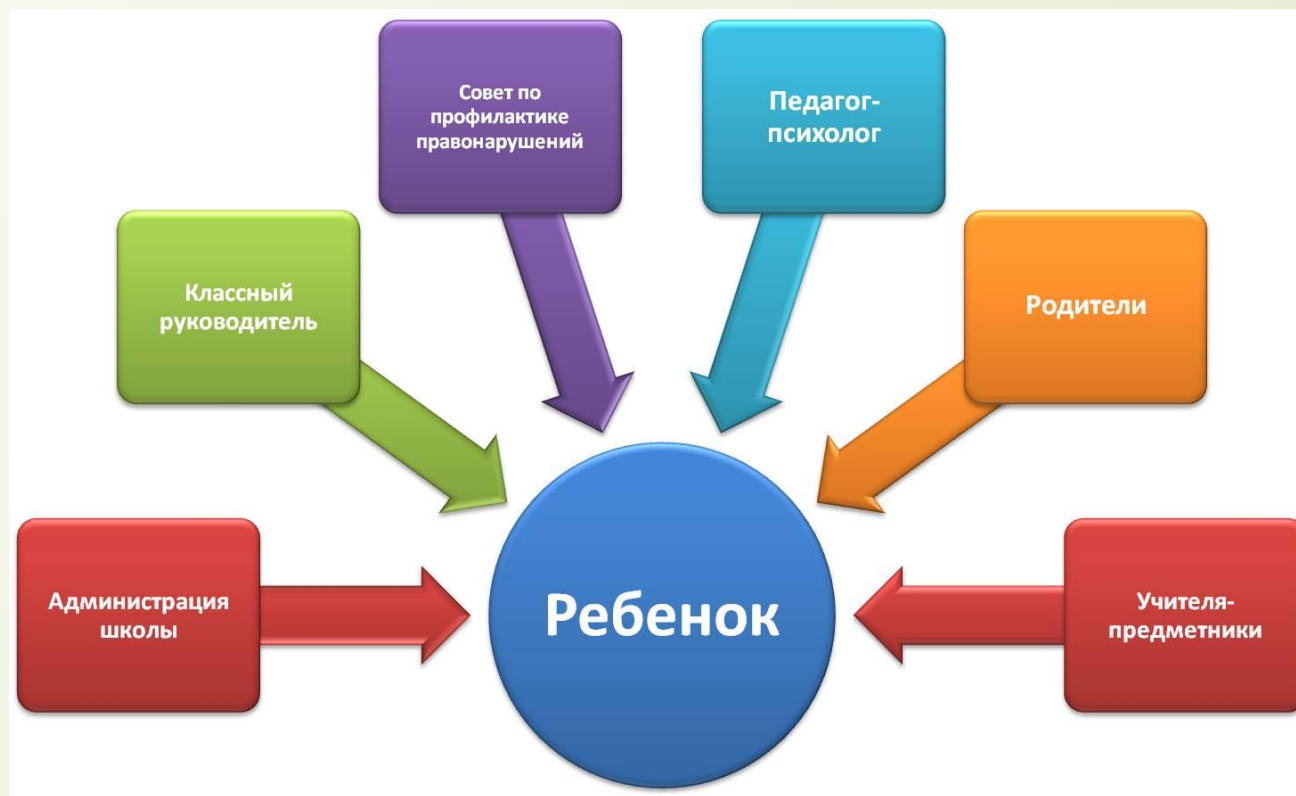 Совет по
профилактике
правонарушений
Педагог-
психолог
Классный
руководитель
Родители
Администрация
школы
Ребенок
Учителя-
предметники